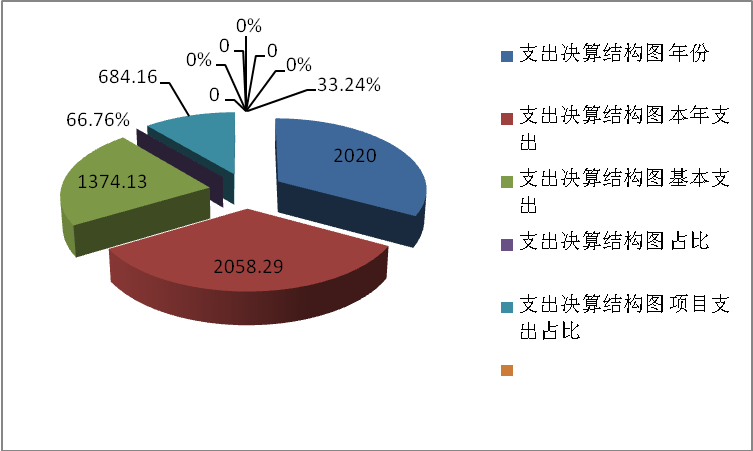 0%
0
0
0%
0%
684.16
33.24%
0
66.76%
2020
1374.13
2058.29
支出决算结构图 年份
支出决算结构图 本年支
出
支出决算结构图 基本支
出
支出决算结构图 占比
支出决算结构图 项目支
出占比